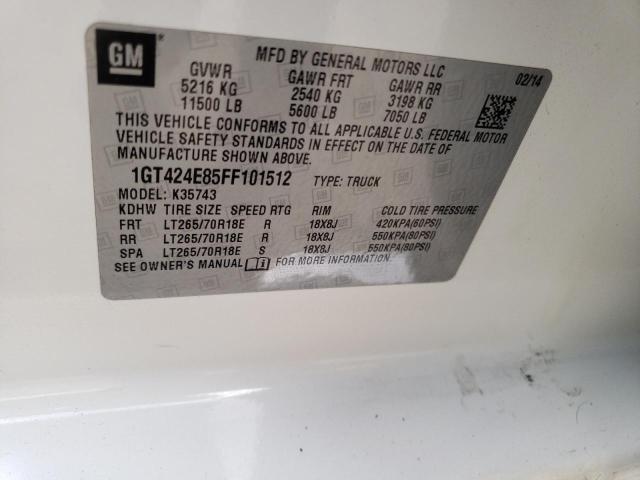 GM
MFD BY GENERAL MOTORS LLC
02/14
GVWR GAWR FRT GAWR RR
5216 KG 2540 KG 3198 KG
11500 LB 5600 LB 7050 LB
THIS VEHICLE CONFORMS TO ALL APPLICABLE U.S. FEDERAL MOTOR
VEHICLE SAFETY STANDARDS IN EFFECT ON THE DATE OF
MANUFACTURE SHOWN ABOVE.
1GT424E85FF101512 TYPE: TRUCK
MODEL: K35743
KDHW TIRE SIZE SPEED RTG RIM COLD TIRE PRESSURE
FRT LT265/70R18E R 18X8J 420KPA(60PSI)
RR LT265/70R18E R 18X8J 550KPA(80PSI)
SPA LT265/70R18E S 18X8J 550KPA(80PSI)
SEE OWNER'S MANUAL FOR MORE INFORMATION.